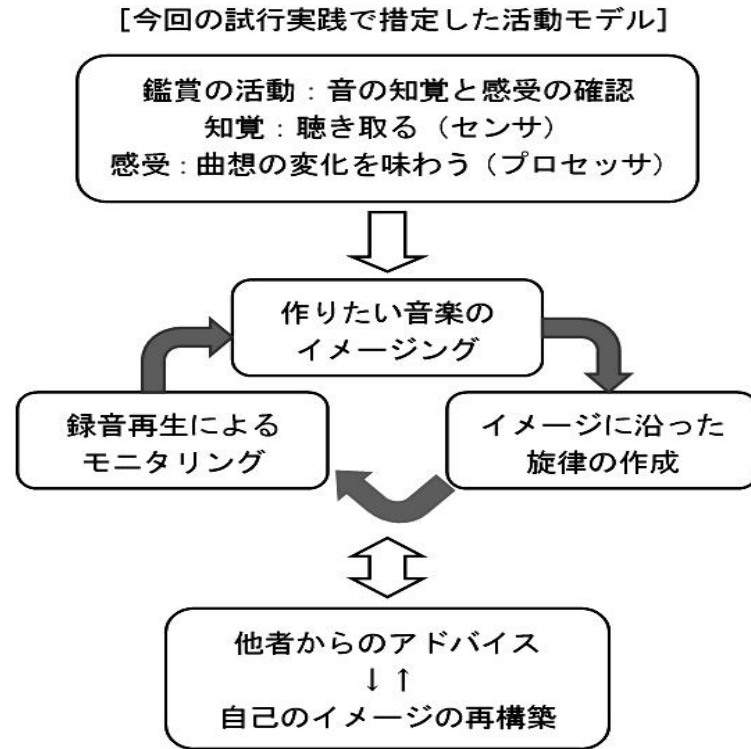 [今回の試行実践で措定した活動モデル]
鑑賞の活動：音の知覚と感受の確認
知覚：聴き取る（センサ）
感受：曲想の変化を味わう（プロセッサ）
作りたい音楽の
イメージング
録音再生による
モニタリング
イメージに沿った
旋律の作成
他者からのアドバイス
↓ ↑
自己のイメージの再構築